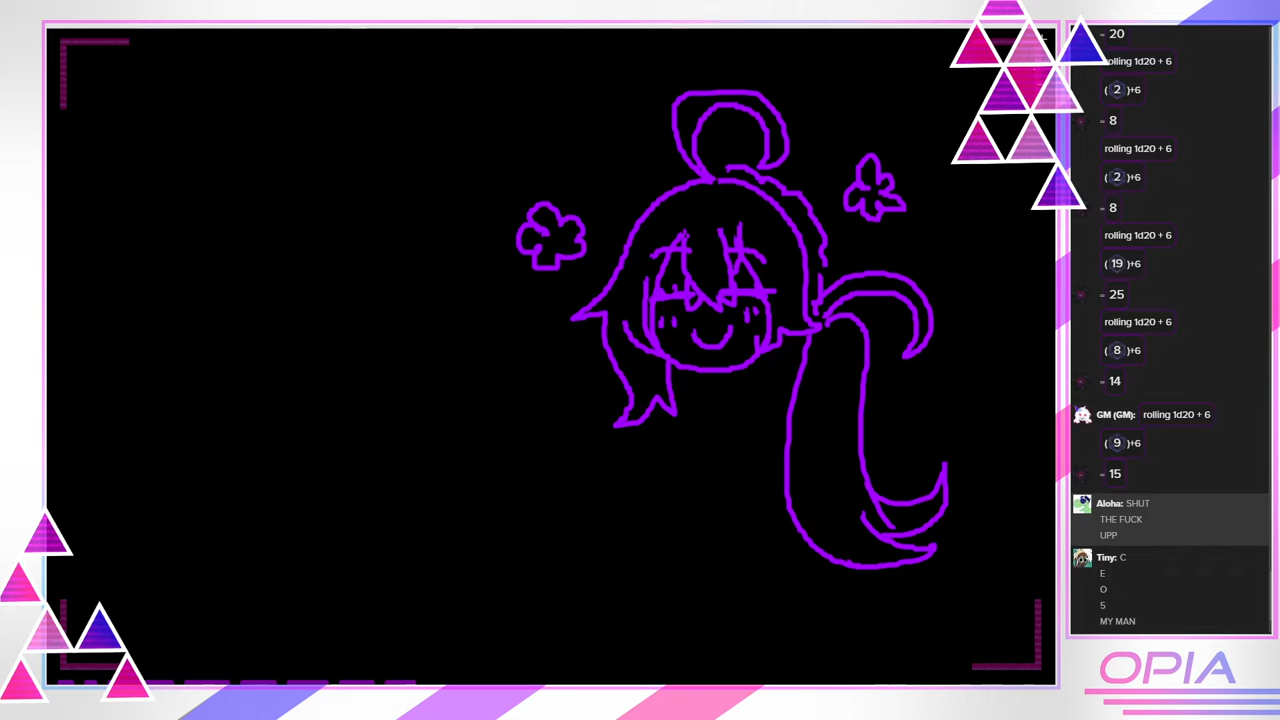 = 20
rolling 1d20 + 6
( 2 )+6
= 8
rolling 1d20 + 6
( 2 )+6
= 8
rolling 1d20 + 6
( 19 )+6
= 25
rolling 1d20 + 6
( 8 )+6
= 14
GM (GM): rolling 1d20 + 6
( 9 )+6
= 15
Aloha: SHUT
THE FUCK
UPP
Tiny: C
E
O
5
MY MAN
OPIA